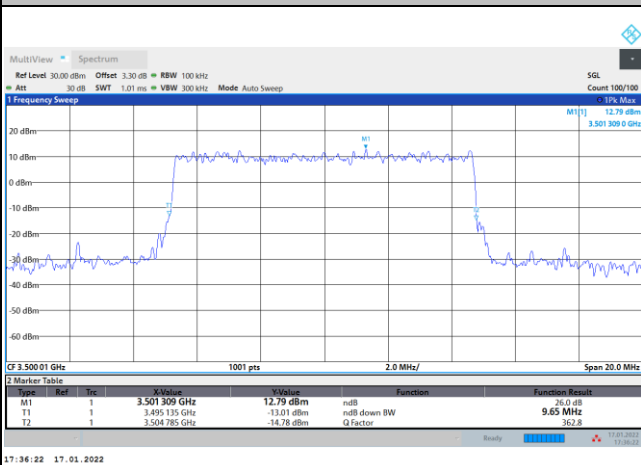 MultiView Spectrum
Ref Level 30.00 dBm Offset 3.30 dB RBW 100 kHz SGL
Att 30 dB SWT 1.01 ms VBW 300 kHz Mode Auto Sweep Count 100/100
1 Frequency Sweep 1Pk Max
M1[1] 12.79 dBm
3.501 309 0 GHz
20 dBm
M1
10 dBm
0 dBm
T1
-10 dBm
-20 dBm
-30 dBm
-40 dBm
-50 dBm
-60 dBm
CF 3.500 01 GHz 1001 pts 2.0 MHz/ Span 20.0 MHz
2 Marker Table
Type Ref Trc X-Value Y-Value Function Function Result
M1 1 3.501 309 GHz 12.79 dBm ndB 26.0 dB
T1 1 3.495 135 GHz -13.01 dBm ndB down BW 9.65 MHz
T2 1 3.504 785 GHz -14.78 dBm Q Factor 362.8
Ready 17.01.2022
17:36:22
17:36:22 17.01.2022